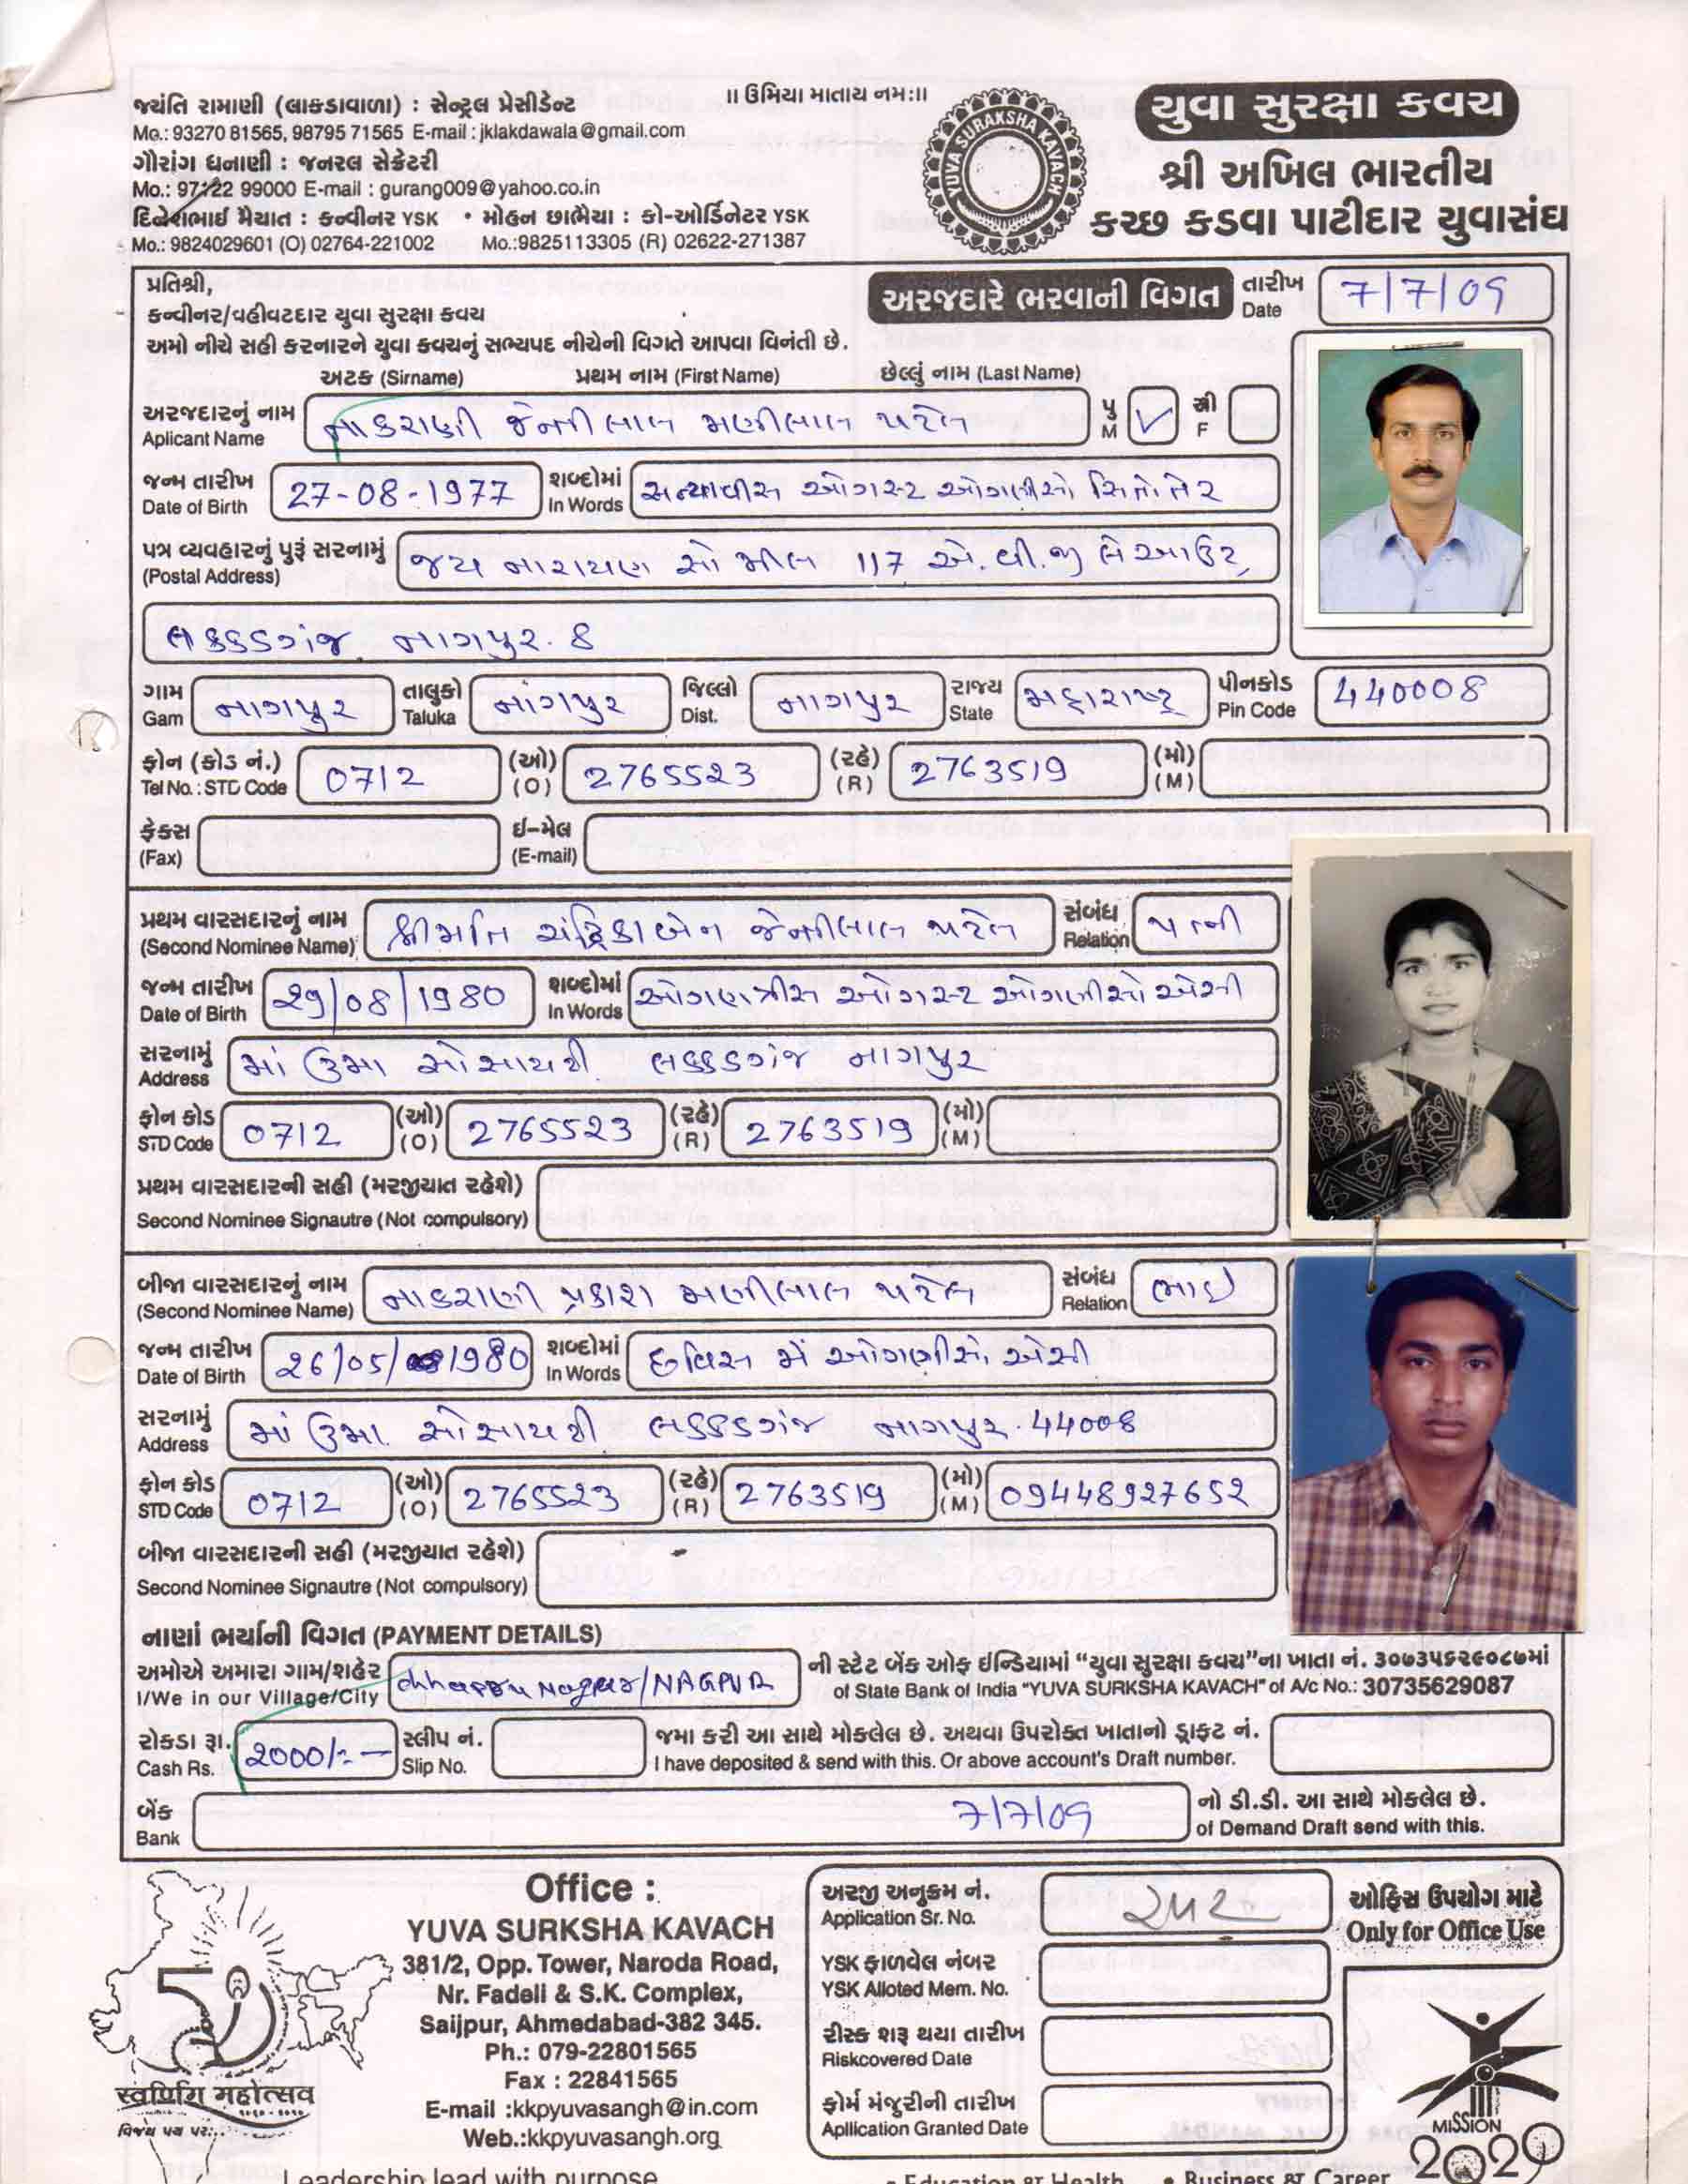 ॥ ઉમિયા માતાય નમ:॥
જયંતિ રામાણી (લાકડાવાળા) : સેન્ટ્રલ પ્રેસીડેન્ટ
Mo.: 93270 81565, 98795 71565 E-mail : jklakdawala@gmail.com
ગૌરાંગ ધનાણી : જનરલ સેક્રેટરી
Mo.: 97122 99000 E-mail : gurang009@yahoo.co.in
દિનેશભાઈ મૈયાત : કન્વીનર YSK • મોહન છાભૈયા : કો-ઓર્ડિનેટર YSK
Mo.: 9824029601 (O) 02764-221002 Mo.:9825113305 (R) 02622-271387
YUVA SURAKSHA KAVACH
યુવા સુરક્ષા કવચ
શ્રી અખિલ ભારતીય
કચ્છ કડવા પાટીદાર યુવાસંઘ
પ્રતિશ્રી,
કન્વીનર/વહીવટદાર યુવા સુરક્ષા કવચ
અરજદારે ભરવાની વિગત તારીખ Date 7/7/09
અમો નીચે સહી કરનારને યુવા કવચનું સભ્યપદ નીચેની વિગતે આપવા વિનંતી છે.
અટક (Sirname) પ્રથમ નામ (First Name) છેલ્લું નામ (Last Name)
અરજદારનું નામ નાકરાણી જેન્તીલાલ મણીલાલ પટેલ પુ ✓ સ્ત્રી
Aplicant Name M F
જન્મ તારીખ 27-08-1977 શબ્દોમાં સત્યાવીસ ઓગસ્ટ ઓગણીસો સિતોતેર
Date of Birth In Words
પત્ર વ્યવહારનું પુરૂં સરનામું જય નારાયણ સો મીલ 117 એ.વી.જી લે આઉટ,
(Postal Address)
લકડકગંજ નાગપુર. 8
ગામ નાગપુર તાલુકો નાગપુર જિલ્લો નાગપુર રાજ્ય મહારાષ્ટ્ર પીનકોડ 440008
Gam Taluka Dist. State Pin Code
ફોન (કોડ નં.) 0712 (ઓ) 2765523 (રહે) 2763519 (મો)
Tel No. : STD Code (O) (R) (M)
ફેક્સ ઈ-મેલ
(Fax) (E-mail)
પ્રથમ વારસદારનું નામ શ્રીમતિ ચંદ્રિકાબેન જેન્તીલાલ પટેલ સંબંધ પત્ની
(Second Nominee Name) Relation
જન્મ તારીખ 29/08/1980 શબ્દોમાં ઓગણત્રીસ ઓગસ્ટ ઓગણીસો એંસી
Date of Birth In Words
સરનામું માં ઉમા સોસાયટી લકડકગંજ નાગપુર
Address
ફોન કોડ 0712 (ઓ) 2765523 (રહે) 2763519 (મો)
STD Code (O) (R) (M)
પ્રથમ વારસદારની સહી (મરજીયાત રહેશે)
Second Nominee Signautre (Not compulsory)
બીજા વારસદારનું નામ નાકરાણી પ્રકાશ મણીલાલ પટેલ સંબંધ ભાઇ
(Second Nominee Name) Relation
જન્મ તારીખ 26/05/1980 શબ્દોમાં છવિસ મેં ઓગણીસો એસી
Date of Birth In Words
સરનામું માં ઉમા સોસાયટી લકડકગંજ નાગપુર. 44008
Address
ફોન કોડ 0712 (ઓ) 2765523 (રહે) 2763519 (મો) 09448927652
STD Code (O) (R) (M)
બીજા વારસદારની સહી (મરજીયાત રહેશે)
Second Nominee Signautre (Not compulsory)
નાણાં ભર્યાની વિગત (PAYMENT DETAILS)
અમોએ અમારા ગામ/શહેર Nagpur/NAGPUR ની સ્ટેટ બેંક ઓફ ઈન્ડિયામાં “યુવા સુરક્ષા કવચ”ના ખાતા નં. ૩૦૭૩૫૬૨૯૦૮૭માં
I/We in our Village/City of State Bank of India "YUVA SURKSHA KAVACH" of A/c No.: 30735629087
રોકડા રૂા. 2000/- સ્લીપ નં. જમા કરી આ સાથે મોકલેલ છે. અથવા ઉપરોક્ત ખાતાનો ડ્રાફ્ટ નં.
Cash Rs. Slip No. I have deposited & send with this. Or above account's Draft number.
બેંક 7/7/09 નો ડી.ડી. આ સાથે મોકલેલ છે.
Bank of Demand Draft send with this.
50
स्वर्णिम महोत्सव
Office :
YUVA SURKSHA KAVACH
381/2, Opp. Tower, Naroda Road,
Nr. Fadeli & S.K. Complex,
Saijpur, Ahmedabad-382 345.
Ph.: 079-22801565
Fax : 22841565
E-mail :kkpyuvasangh@in.com
Web.:kkpyuvasangh.org
અરજી અનુક્રમ નં. ૨૫૨
Application Sr. No.
YSK ફાળવેલ નંબર
YSK Alloted Mem. No.
રીસ્ક શરૂ થયા તારીખ
Riskcovered Date
ફોર્મ મંજુરીની તારીખ
Apllication Granted Date
ઓફિસ ઉપયોગ માટે
Only for Office Use
MISSION
2020
Leadership lead with purpose • Education & Health • Business & Career